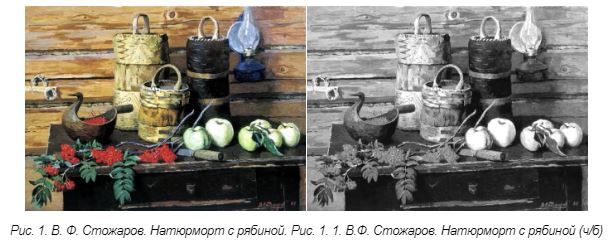 Рис. 1. В. Ф. Стожаров. Натюрморт с рябиной. Рис. 1. 1. В.Ф. Стожаров. Натюрморт с рябиной (ч/б)